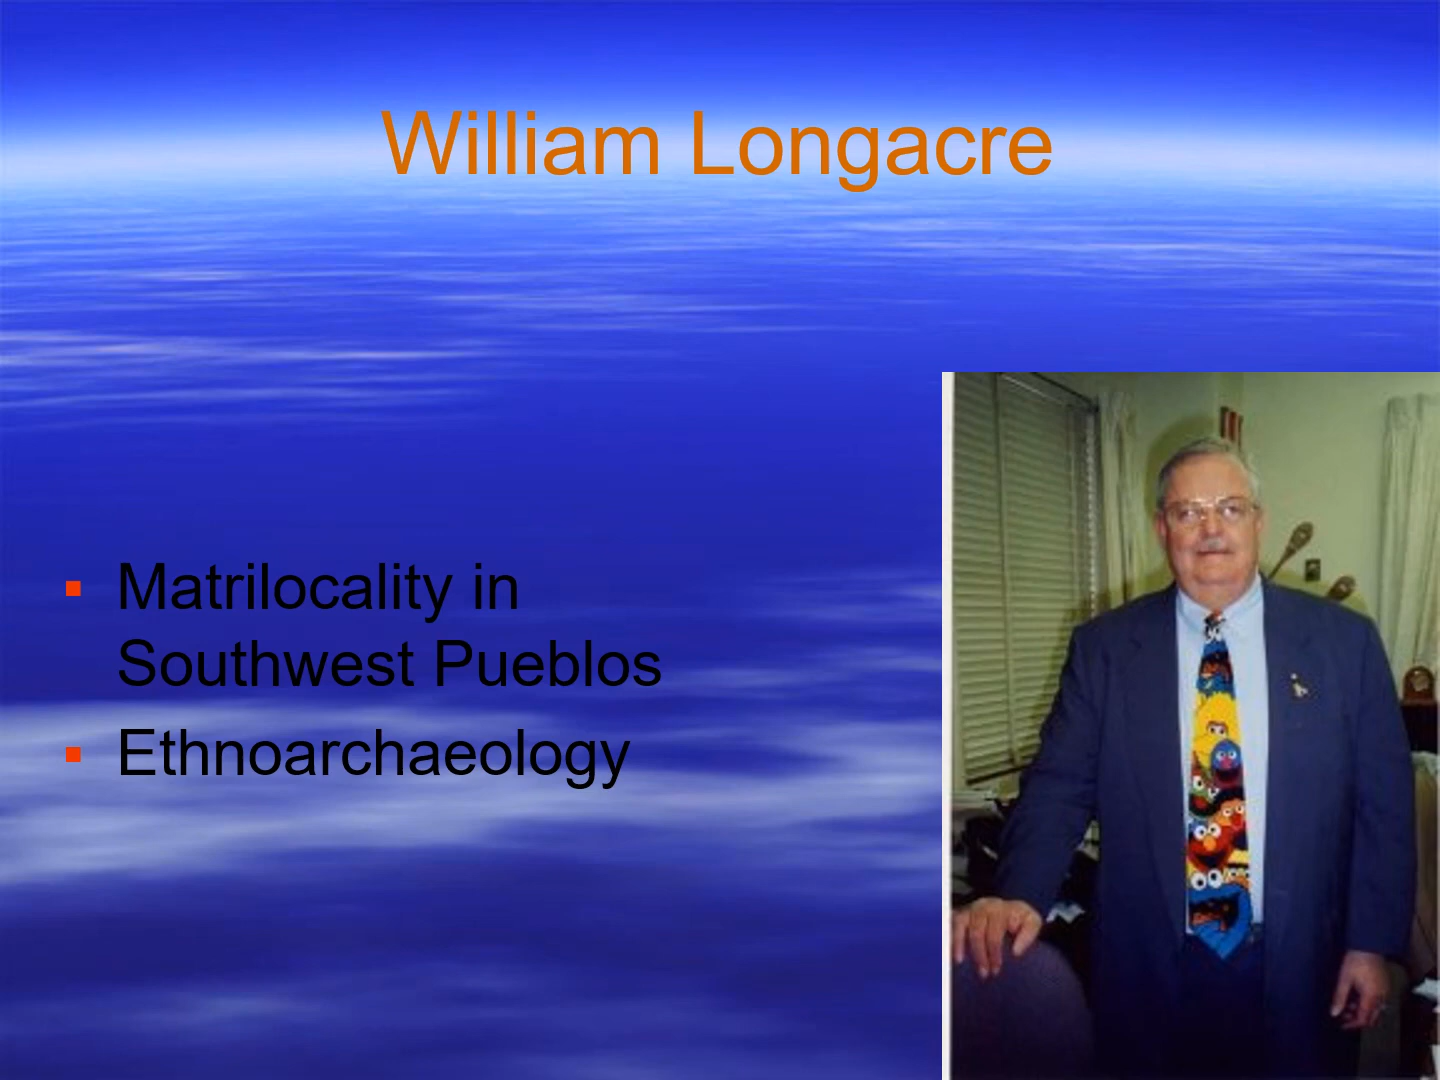 William Longacre
▪ Matrilocality in
Southwest Pueblos
▪ Ethnoarchaeology